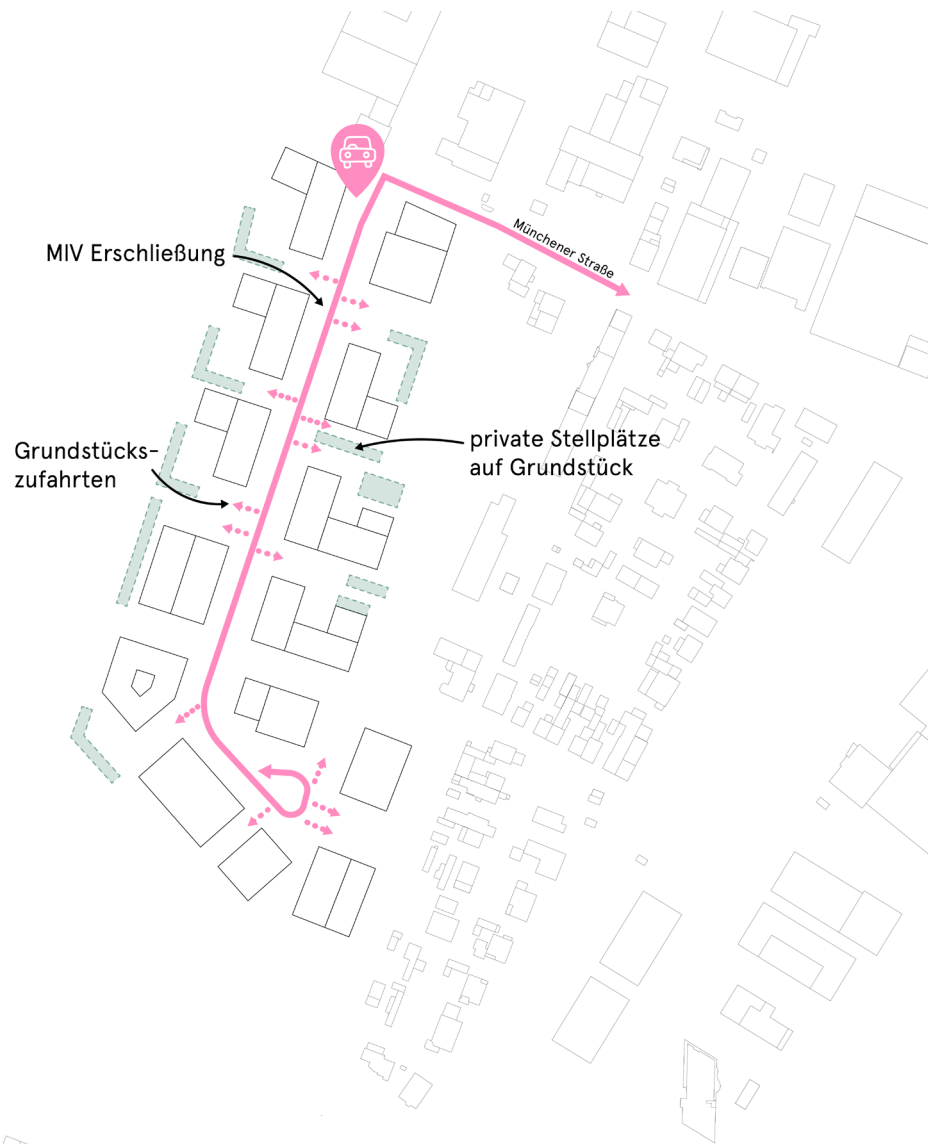 Münchener Straße
MIV Erschließung
Grundstücks-
zufahrten
private Stellplätze
auf Grundstück